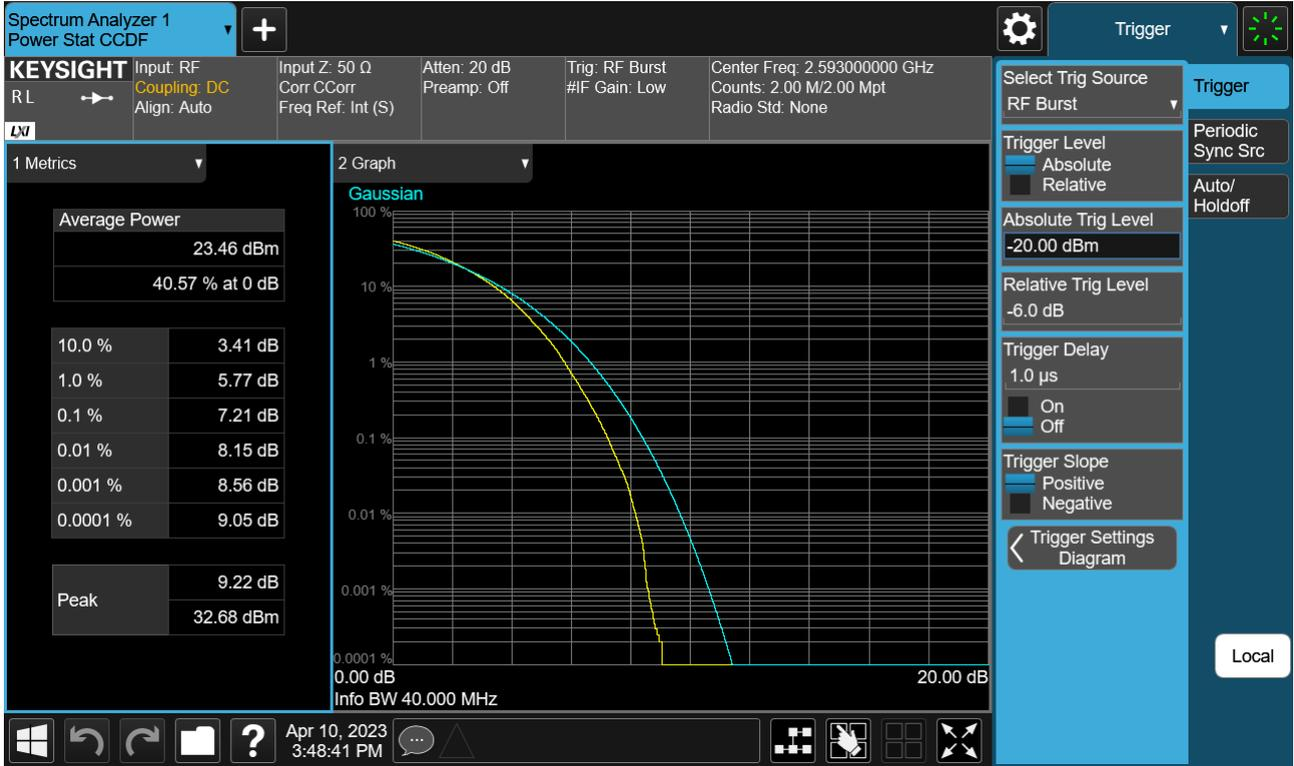 Spectrum Analyzer 1
Power Stat CCDF
+
Trigger
KEYSIGHT
R L
LXI
Input: RF
Coupling: DC
Align: Auto
Input Z: 50 Ω
Corr CCorr
Freq Ref: Int (S)
Atten: 20 dB
Preamp: Off
Trig: RF Burst
#IF Gain: Low
Center Freq: 2.593000000 GHz
Counts: 2.00 M/2.00 Mpt
Radio Std: None
1 Metrics
Average Power
23.46 dBm
40.57 % at 0 dB
10.0 % 3.41 dB
1.0 % 5.77 dB
0.1 % 7.21 dB
0.01 % 8.15 dB
0.001 % 8.56 dB
0.0001 % 9.05 dB
Peak
9.22 dB
32.68 dBm
2 Graph
Gaussian
100 %
10 %
1 %
0.1 %
0.01 %
0.001 %
0.0001 %
0.00 dB 20.00 dB
Info BW 40.000 MHz
Select Trig Source
RF Burst
Trigger Level
Absolute
Relative
Absolute Trig Level
-20.00 dBm
Relative Trig Level
-6.0 dB
Trigger Delay
1.0 µs
On
Off
Trigger Slope
Positive
Negative
Trigger Settings
Diagram
Trigger
Periodic
Sync Src
Auto/
Holdoff
Local
?
Apr 10, 2023
3:48:41 PM